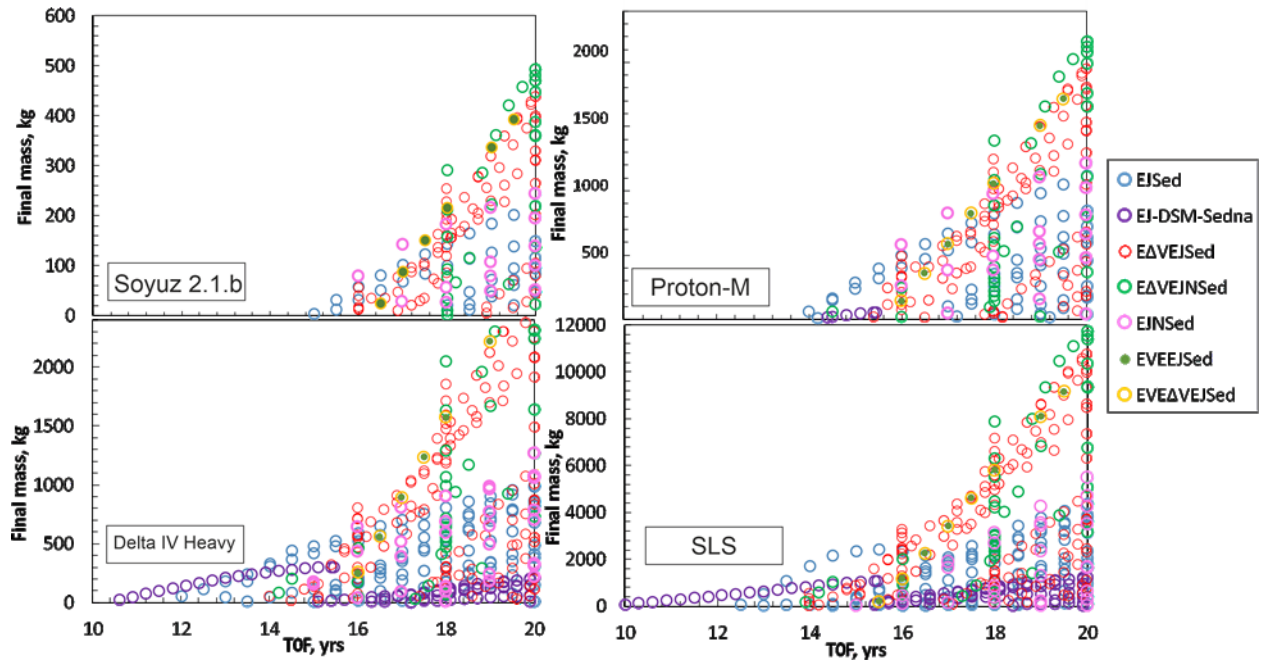 600
500
400
300
200
100
0
Final mass, kg
Soyuz 2.1.b
2000
1500
1000
500
Final mass, kg
Proton-M
2000
1500
1000
500
0
Final mass, kg
Delta IV Heavy
10 12 14 16 18 20
TOF, yrs
12000
10000
8000
6000
4000
2000
0
Final mass, kg
SLS
10 12 14 16 18 20
TOF, yrs
EJSed
EJ-DSM-Sedna
EΔVEJSed
EΔVEJNSed
EJNSed
EVEEJSed
EVEΔVEJSed